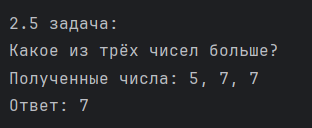 2.5 задача:
Какое из трёх чисел больше?
Полученные числа: 5, 7, 7
Ответ: 7